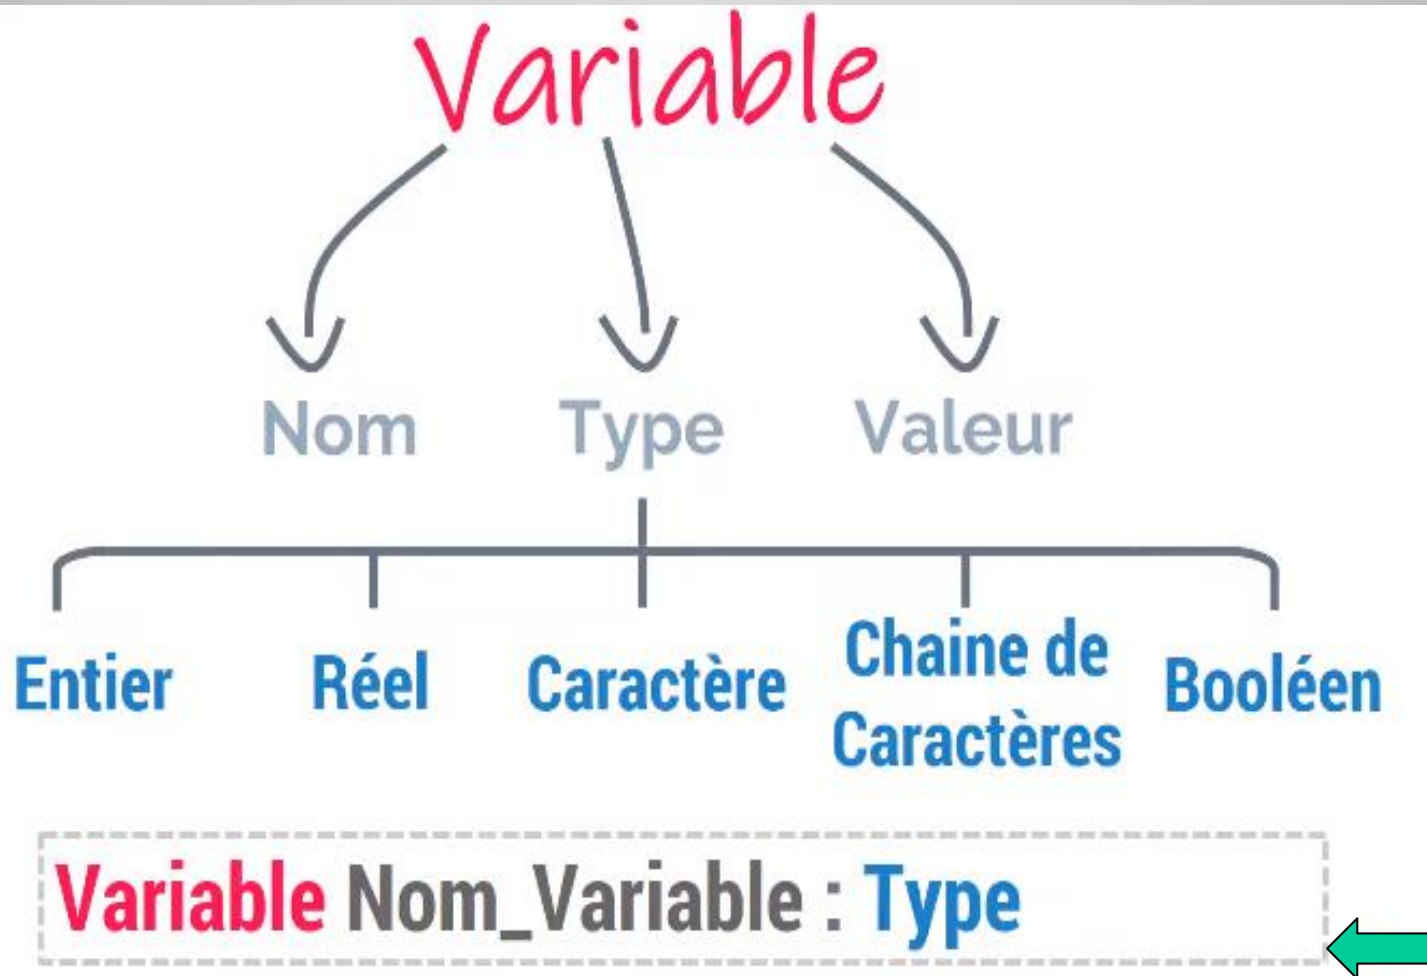 Variable
Nom Type Valeur
Entier Réel Caractère Chaine de Caractères Booléen
Variable Nom_Variable : Type